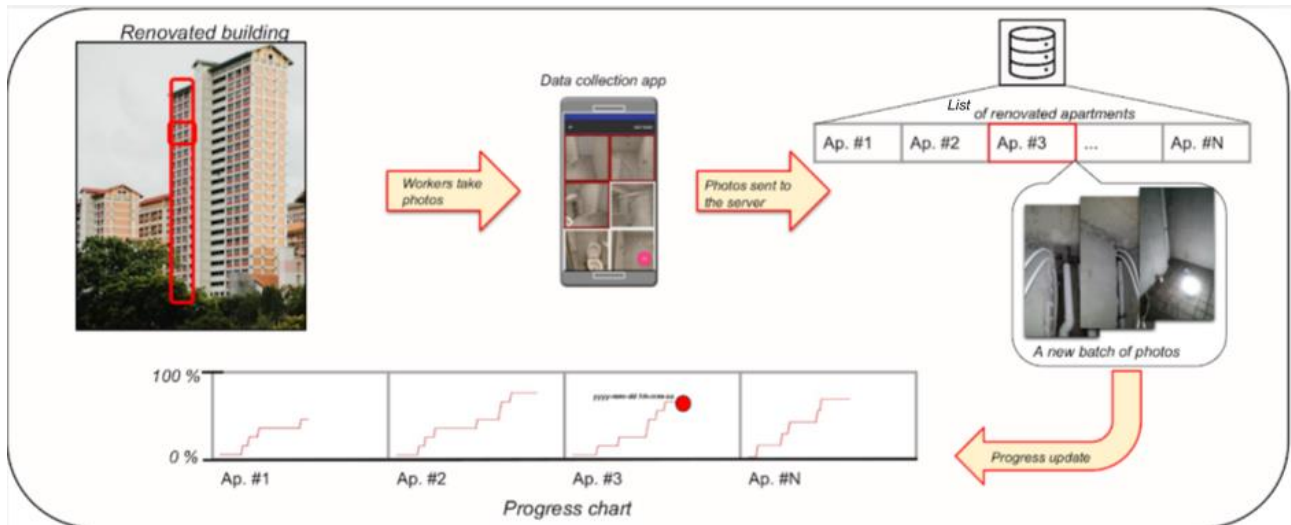 Renovated building
Data collection app
List
of renovated apartments
Ap. #1
Ap. #2
Ap. #3
...
Ap. #N
Workers take
photos
Photos sent to
the server
A new batch of photos
100 %
0 %
Progress update
Ap. #1
Ap. #2
Ap. #3
Ap. #N
Progress chart